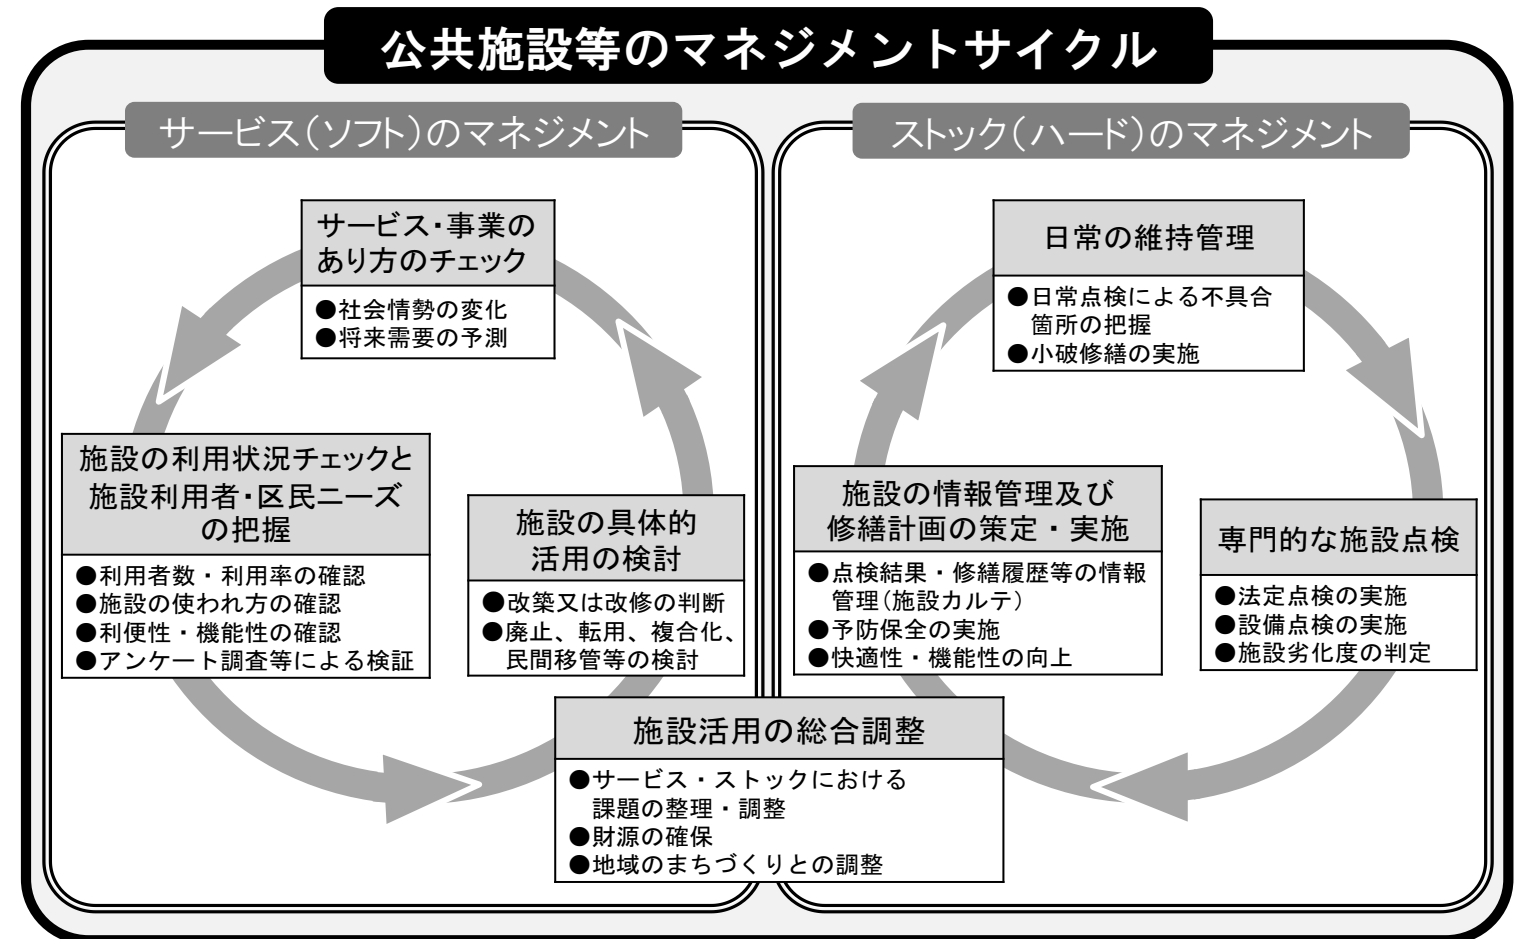 公共施設等のマネジメントサイクル
サービス(ソフト)のマネジメント
サービス・事業の
あり方のチェック
●社会情勢の変化
●将来需要の予測
施設の利用状況チェックと
施設利用者・区民ニーズ
の把握
●利用者数・利用率の確認
●施設の使われ方の確認
●利便性・機能性の確認
●アンケート調査等による検証
施設の具体的
活用の検討
●改築又は改修の判断
●廃止、転用、複合化、
民間移管等の検討
ストック(ハード)のマネジメント
日常の維持管理
●日常点検による不具合
箇所の把握
●小破修繕の実施
施設の情報管理及び
修繕計画の策定・実施
●点検結果・修繕履歴等の情報
管理(施設カルテ)
●予防保全の実施
●快適性・機能性の向上
専門的な施設点検
●法定点検の実施
●設備点検の実施
●施設劣化度の判定
施設活用の総合調整
●サービス・ストックにおける
課題の整理・調整
●財源の確保
●地域のまちづくりとの調整